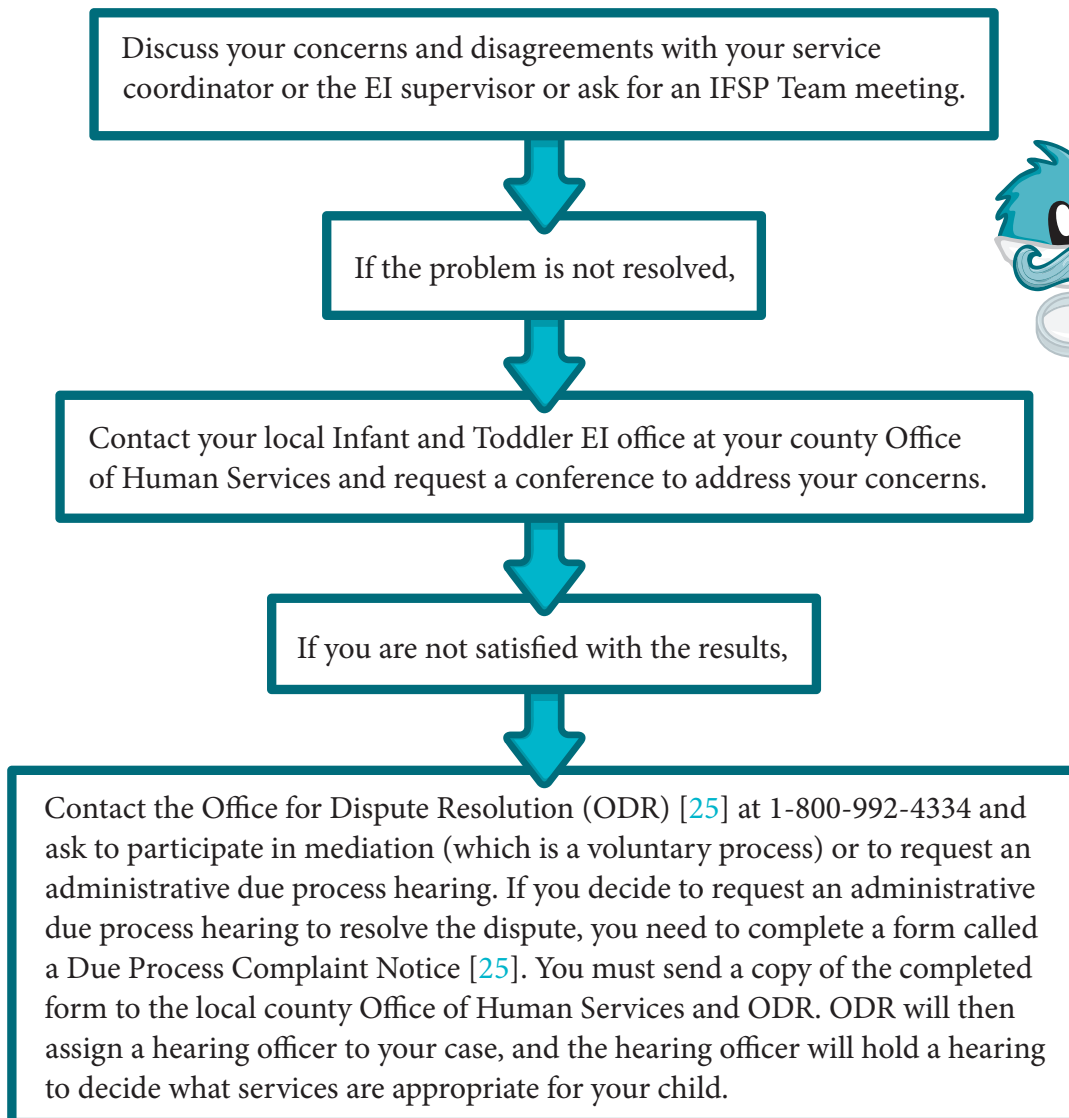 Discuss your concerns and disagreements with your service
coordinator or the EI supervisor or ask for an IFSP Team meeting.
If the problem is not resolved,
Contact your local Infant and Toddler EI office at your county Office
of Human Services and request a conference to address your concerns.
If you are not satisfied with the results,
Contact the Office for Dispute Resolution (ODR) [25] at 1-800-992-4334 and
ask to participate in mediation (which is a voluntary process) or to request an
administrative due process hearing. If you decide to request an administrative
due process hearing to resolve the dispute, you need to complete a form called
a Due Process Complaint Notice [25]. You must send a copy of the completed
form to the local county Office of Human Services and ODR. ODR will then
assign a hearing officer to your case, and the hearing officer will hold a hearing
to decide what services are appropriate for your child.